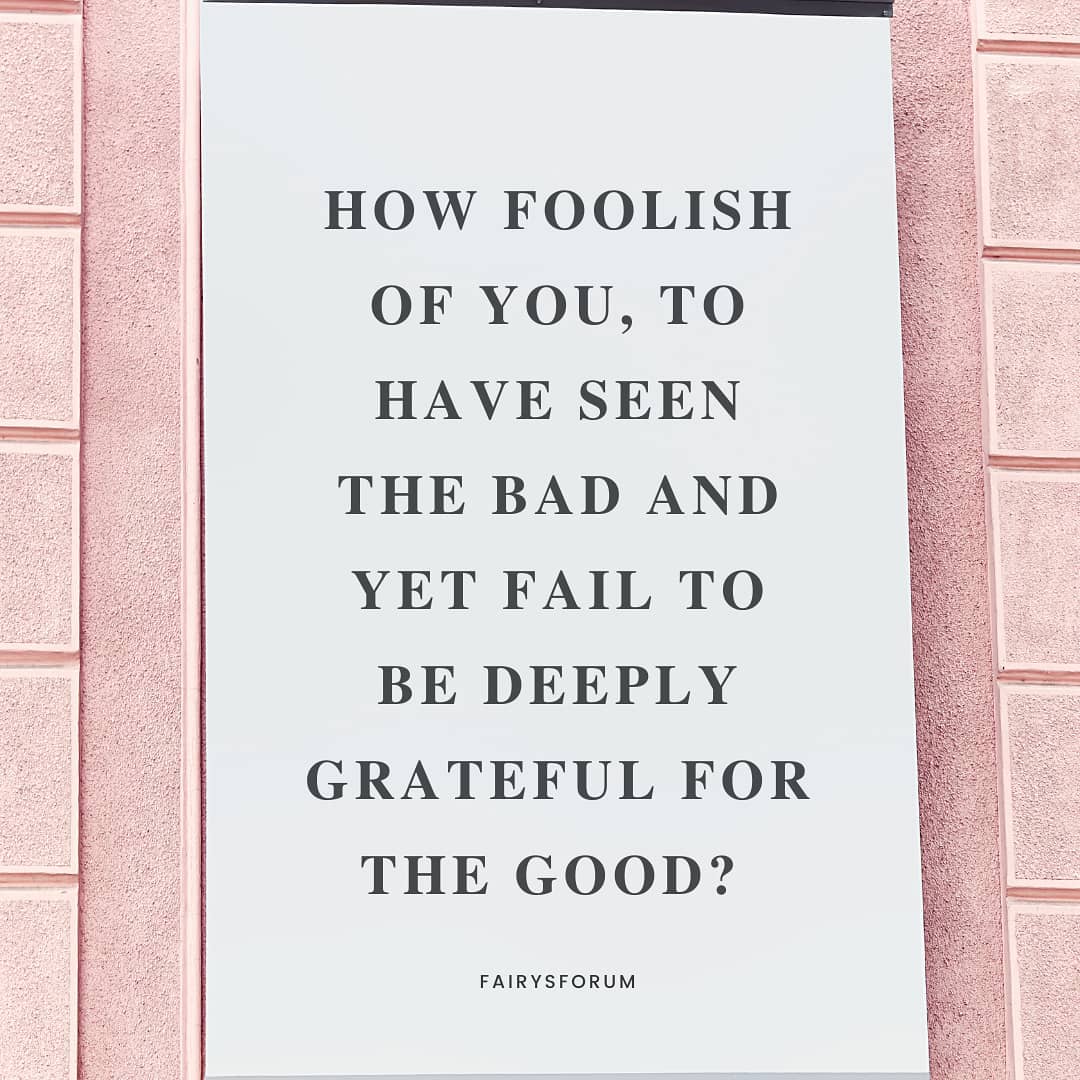 HOW FOOLISH
OF YOU, TO
HAVE SEEN
THE BAD AND
YET FAIL TO
BE DEEPLY
GRATEFUL FOR
THE GOOD?
FAIRYSFORUM